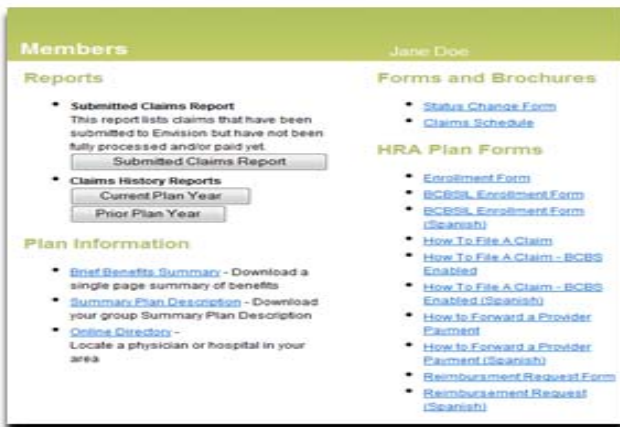 Members
Jane Doe
Reports
Submitted Claims Report
This report lists claims that have been
submitted to Envision but have not been
fully processed and/or paid yet.
Submitted Claims Report
Claims History Reports
Current Plan Year
Prior Plan Year
Plan Information
Brief Benefits Summary - Download a
single page summary of benefits
Summary Plan Description - Download
your group Summary Plan Description
Online Directory -
Locate a physician or hospital in your
area
Forms and Brochures
Status Change Form
Claims Schedule
HRA Plan Forms
Enrollment Form
BCBSIL Enrollment Form
BCBSIL Enrollment Form
(Spanish)
How To File A Claim
How To File A Claim - BCBS
Enabled
How To File A Claim - BCBS
Enabled (Spanish)
How to Forward a Provider
Payment
How to Forward a Provider
Payment (Spanish)
Reimbursment Request Form
Reimbursement Request
(Spanish)